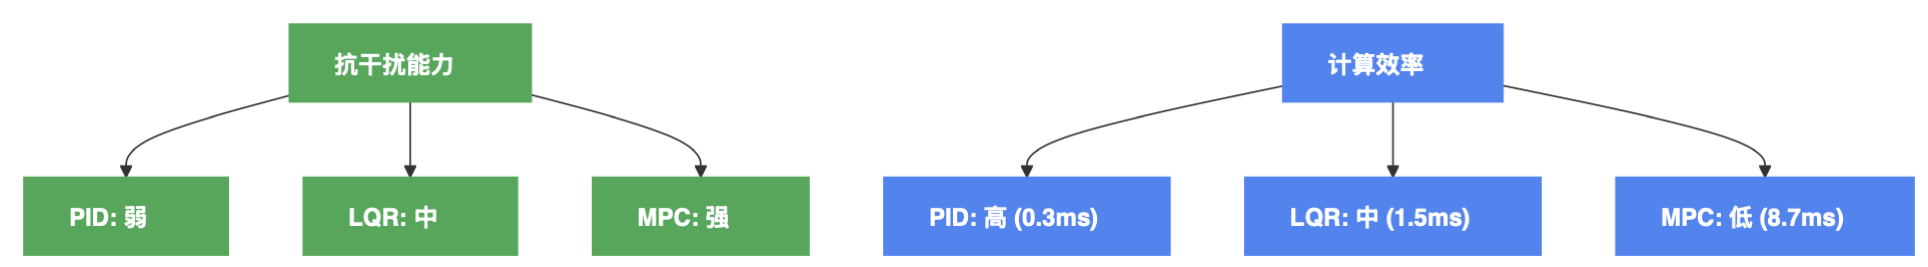 抗干扰能力
计算效率
PID: 弱
LQR: 中
MPC: 强
PID: 高 (0.3ms)
LQR: 中 (1.5ms)
MPC: 低 (8.7ms)